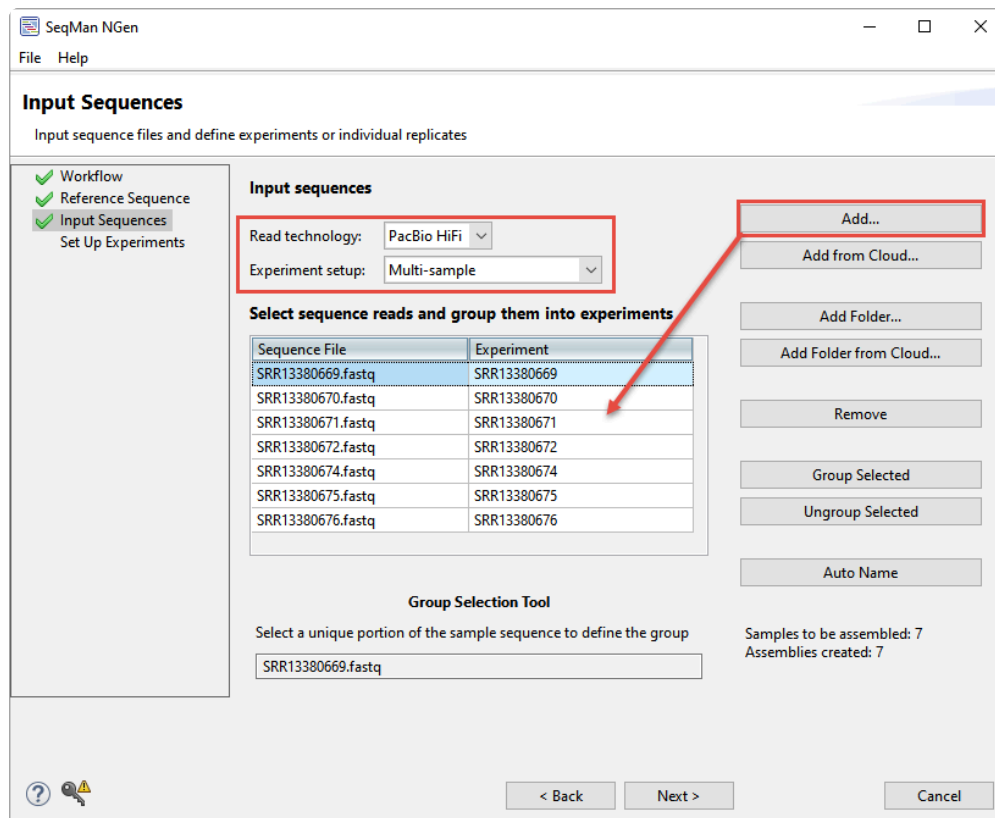 SeqMan NGen
File Help
Input Sequences
Input sequence files and define experiments or individual replicates
Workflow
Reference Sequence
Input Sequences
Set Up Experiments
Input sequences
Read technology: PacBio HiFi
Experiment setup: Multi-sample
Select sequence reads and group them into experiments
Sequence File Experiment
SRR13380669.fastq SRR13380669
SRR13380670.fastq SRR13380670
SRR13380671.fastq SRR13380671
SRR13380672.fastq SRR13380672
SRR13380674.fastq SRR13380674
SRR13380675.fastq SRR13380675
SRR13380676.fastq SRR13380676
Group Selection Tool
Select a unique portion of the sample sequence to define the group
SRR13380669.fastq
Add...
Add from Cloud...
Add Folder...
Add Folder from Cloud...
Remove
Group Selected
Ungroup Selected
Auto Name
Samples to be assembled: 7
Assemblies created: 7
?
< Back Next > Cancel